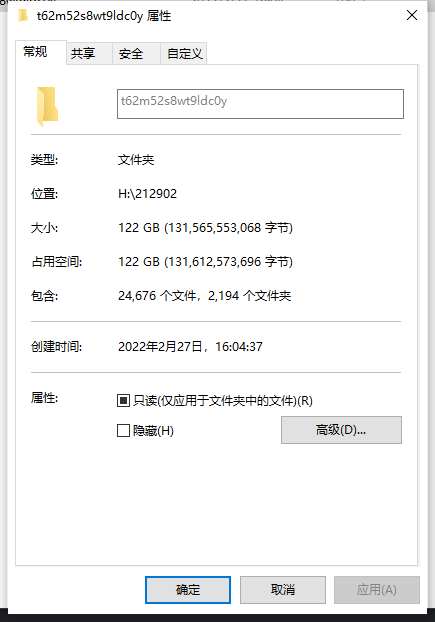 t62m52s8wt9ldc0y 属性
常规 共享 安全 自定义
t62m52s8wt9ldc0y
类型: 文件夹
位置: H:\212902
大小: 122 GB (131,565,553,068 字节)
占用空间: 122 GB (131,612,573,696 字节)
包含: 24,676 个文件，2,194 个文件夹
创建时间: 2022年2月27日，16:04:37
属性: 只读(仅应用于文件夹中的文件)(R)
隐藏(H) 高级(D)...
确定 取消 应用(A)